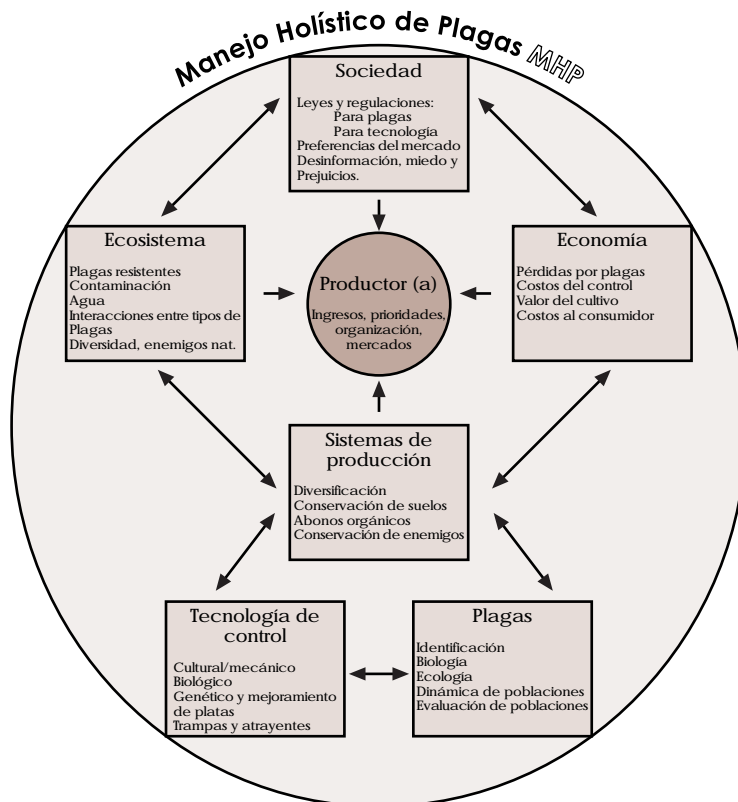 Manejo Holístico de Plagas MHP
Sociedad
Leyes y regulaciones:
Para plagas
Para tecnología
Preferencias del mercado
Desinformación, miedo y
Prejuicios.
Ecosistema
Plagas resistentes
Contaminación
Agua
Interacciones entre tipos de
Plagas
Diversidad, enemigos nat.
Productor (a)
Ingresos, prioridades,
organización,
mercados
Economía
Pérdidas por plagas
Costos del control
Valor del cultivo
Costos al consumidor
Sistemas de
producción
Diversificación
Conservación de suelos
Abonos orgánicos
Conservación de enemigos
Tecnología de
control
Cultural/mecánico
Biológico
Genético y mejoramiento
de platas
Trampas y atrayentes
Plagas
Identificación
Biología
Ecología
Dinámica de poblaciones
Evaluación de poblaciones